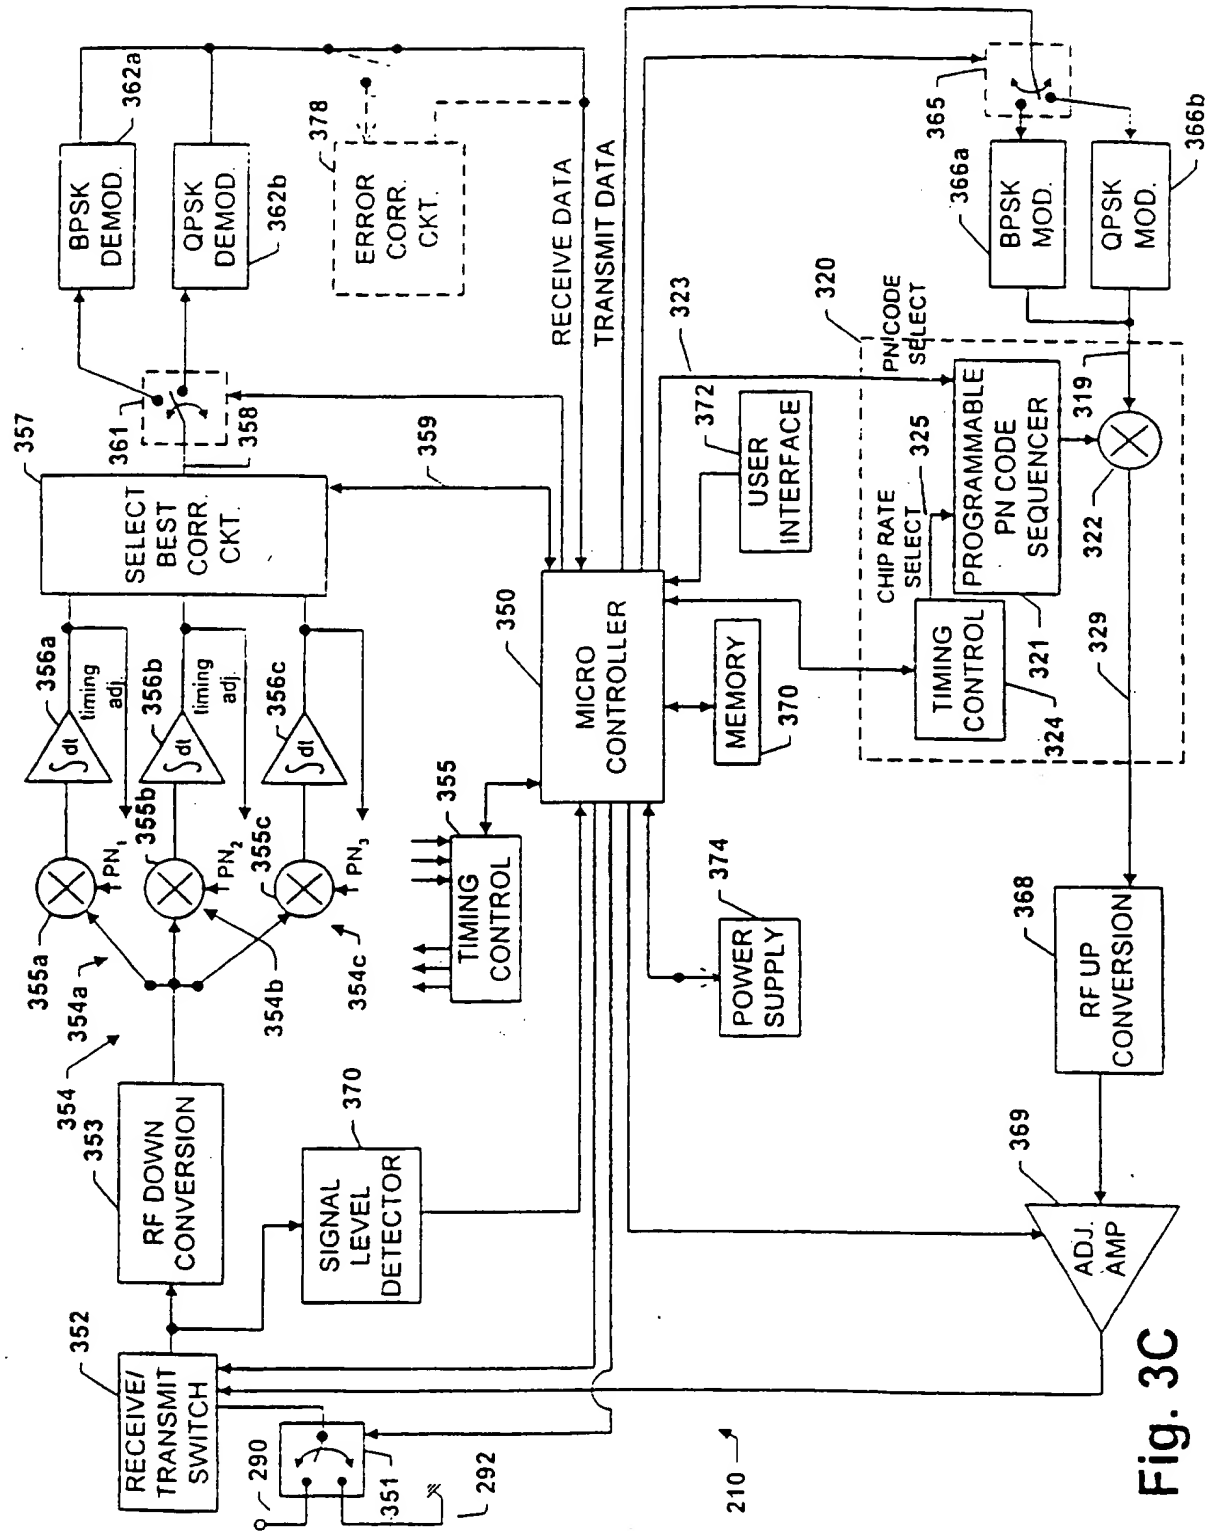 RECEIVE/
TRANSMIT
SWITCH
352
290
292
351
RF DOWN
CONVERSION
353
354
SIGNAL
LEVEL
DETECTOR
370
355a
354a
354b
354c
355b
355c
PN1
PN2
PN3
∫dt
356a
timing
adj.
∫dt
356b
timing
adj.
∫dt
356c
SELECT
BEST
CORR.
CKT.
357
358
359
361
BPSK
DEMOD.
362a
QPSK
DEMOD.
362b
ERROR
CORR.
CKT.
378
RECEIVE DATA
TRANSMIT DATA
TIMING
CONTROL
355
MICRO
CONTROLLER
350
POWER
SUPPLY
374
MEMORY
370
USER
INTERFACE
372
323
320
PN CODE
SELECT
CHIP RATE
SELECT
325
TIMING
CONTROL
324
PROGRAMMABLE
PN CODE
SEQUENCER
321
322
319
329
365
BPSK
MOD.
366a
QPSK
MOD.
366b
RF UP
CONVERSION
368
ADJ.
AMP
369
210
Fig. 3C